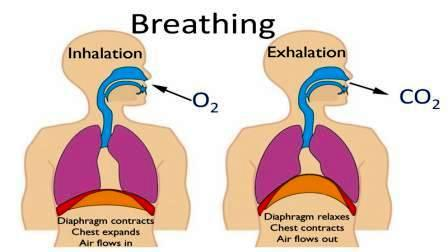 Breathing
Inhalation
O₂
Diaphragm contracts
Chest expands
Air flows in
Exhalation
CO₂
Diaphragm relaxes
Chest contracts
Air flows out